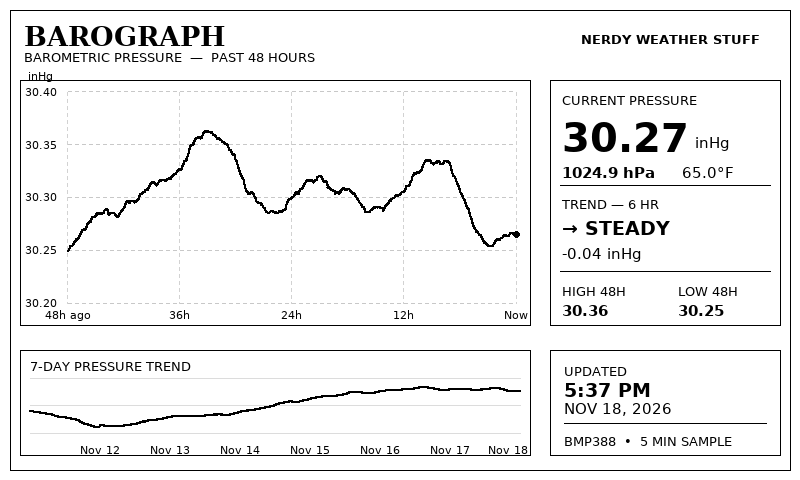 BAROGRAPH
NERDY WEATHER STUFF
BAROMETRIC PRESSURE — PAST 48 HOURS
inHg
30.40
30.35
30.30
30.25
30.20
48h ago 36h 24h 12h Now
CURRENT PRESSURE
30.27 inHg
1024.9 hPa 65.0°F
TREND — 6 HR
→ STEADY
-0.04 inHg
HIGH 48H LOW 48H
30.36 30.25
7-DAY PRESSURE TREND
Nov 12 Nov 13 Nov 14 Nov 15 Nov 16 Nov 17 Nov 18
UPDATED
5:37 PM
NOV 18, 2026
BMP388 • 5 MIN SAMPLE